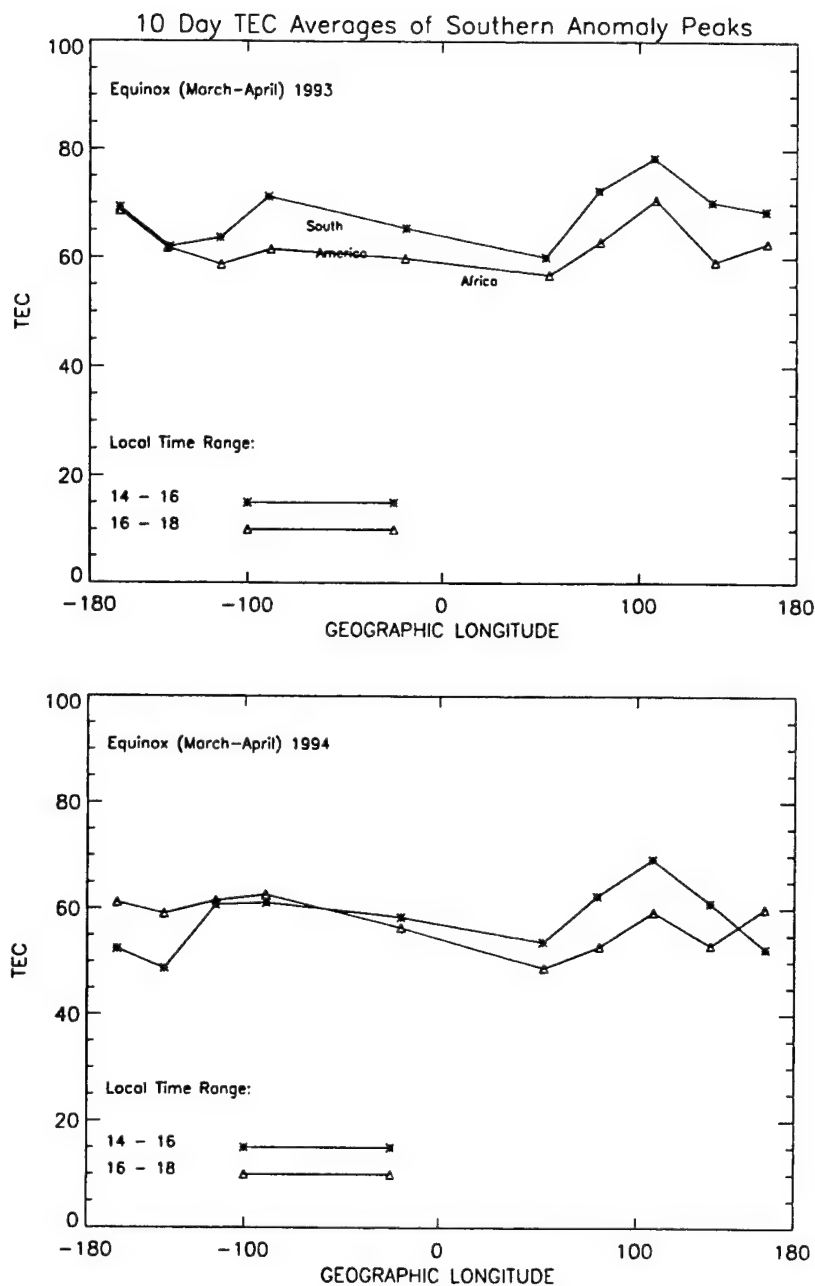 10 Day TEC Averages of Southern Anomaly Peaks
100
80
60
40
20
0
TEC
Equinox (March-April) 1993
South
America
Africa
Local Time Range:
14 - 16
16 - 18
-180 -100 0 100 180
GEOGRAPHIC LONGITUDE
100
80
60
40
20
0
TEC
Equinox (March-April) 1994
Local Time Range:
14 - 16
16 - 18
-180 -100 0 100 180
GEOGRAPHIC LONGITUDE